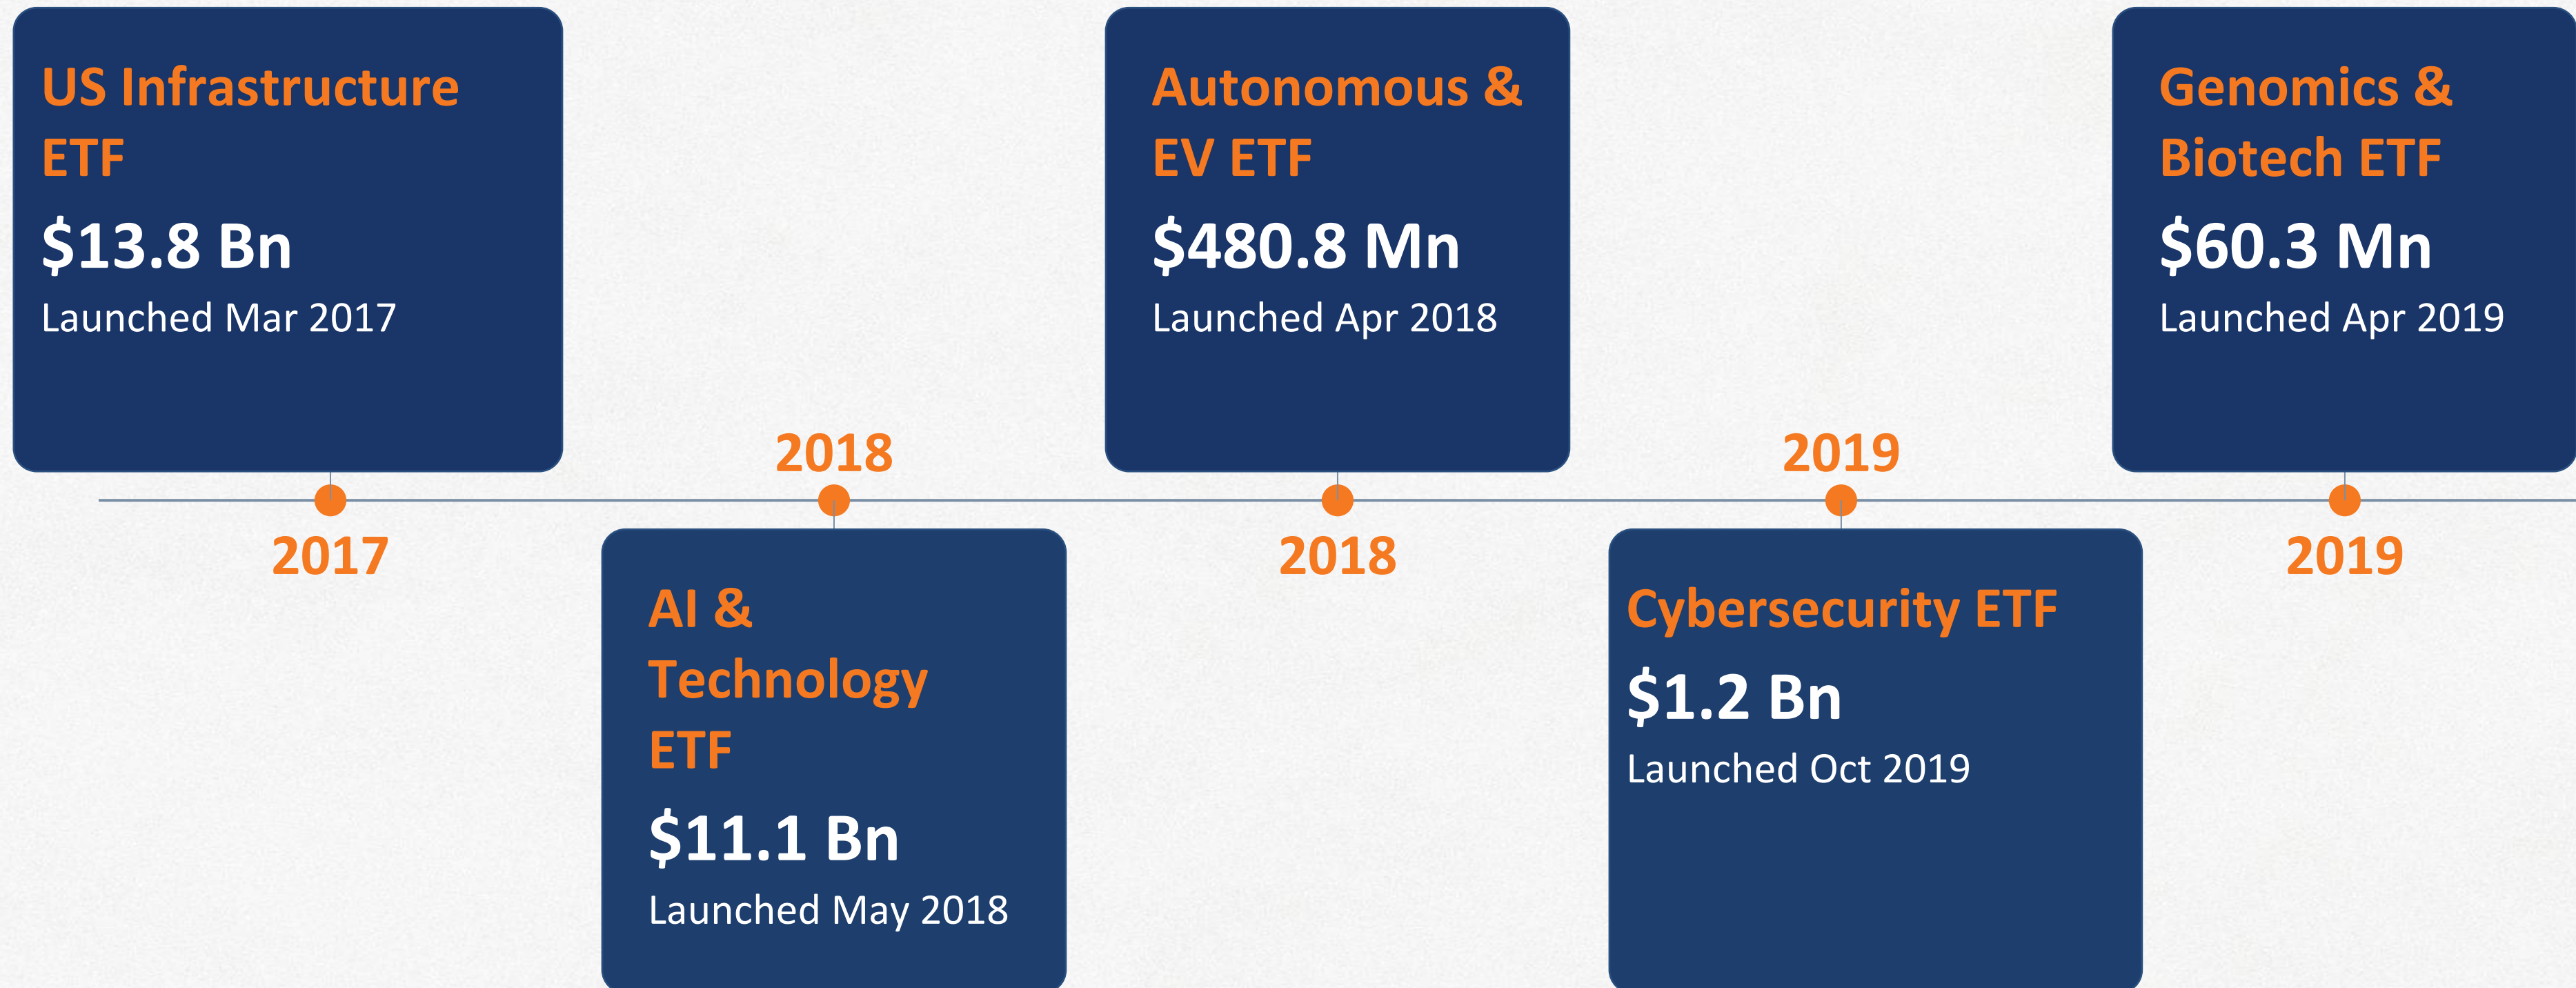 US Infrastructure
ETF
$13.8 Bn
Launched Mar 2017
2017
2018
AI &
Technology
ETF
$11.1 Bn
Launched May 2018
Autonomous &
EV ETF
$480.8 Mn
Launched Apr 2018
2018
2019
Cybersecurity ETF
$1.2 Bn
Launched Oct 2019
Genomics &
Biotech ETF
$60.3 Mn
Launched Apr 2019
2019